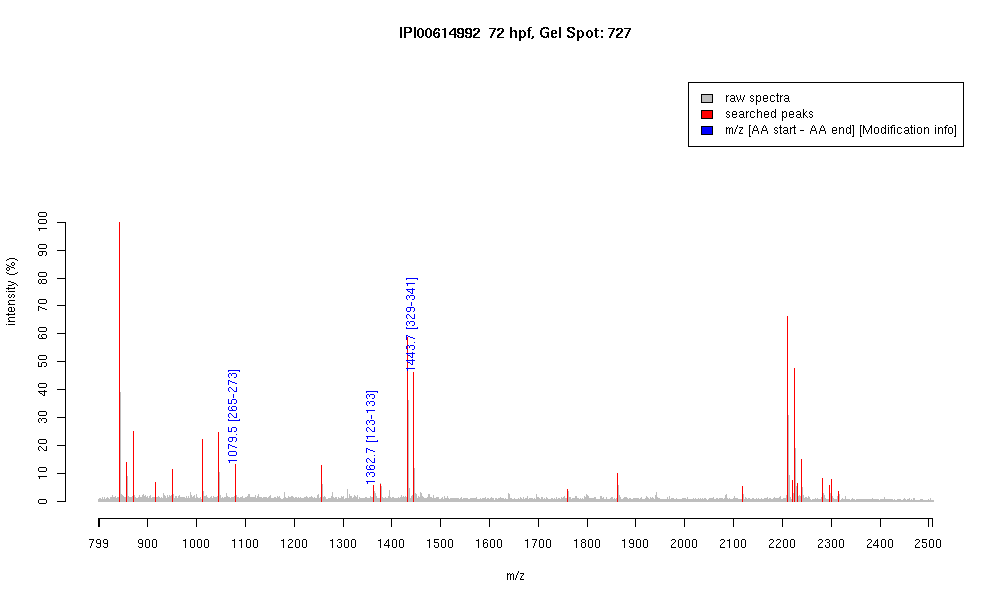 IPI00614992 72 hpf, Gel Spot: 727
raw spectra
searched peaks
m/z [AA start - AA end] [Modification info]
intensity (%)
100
90
80
70
60
50
40
30
20
10
0
1079.5 [265-273]
1362.7 [123-133]
1443.7 [329-341]
799 900 1000 1100 1200 1300 1400 1500 1600 1700 1800 1900 2000 2100 2200 2300 2400 2500
m/z